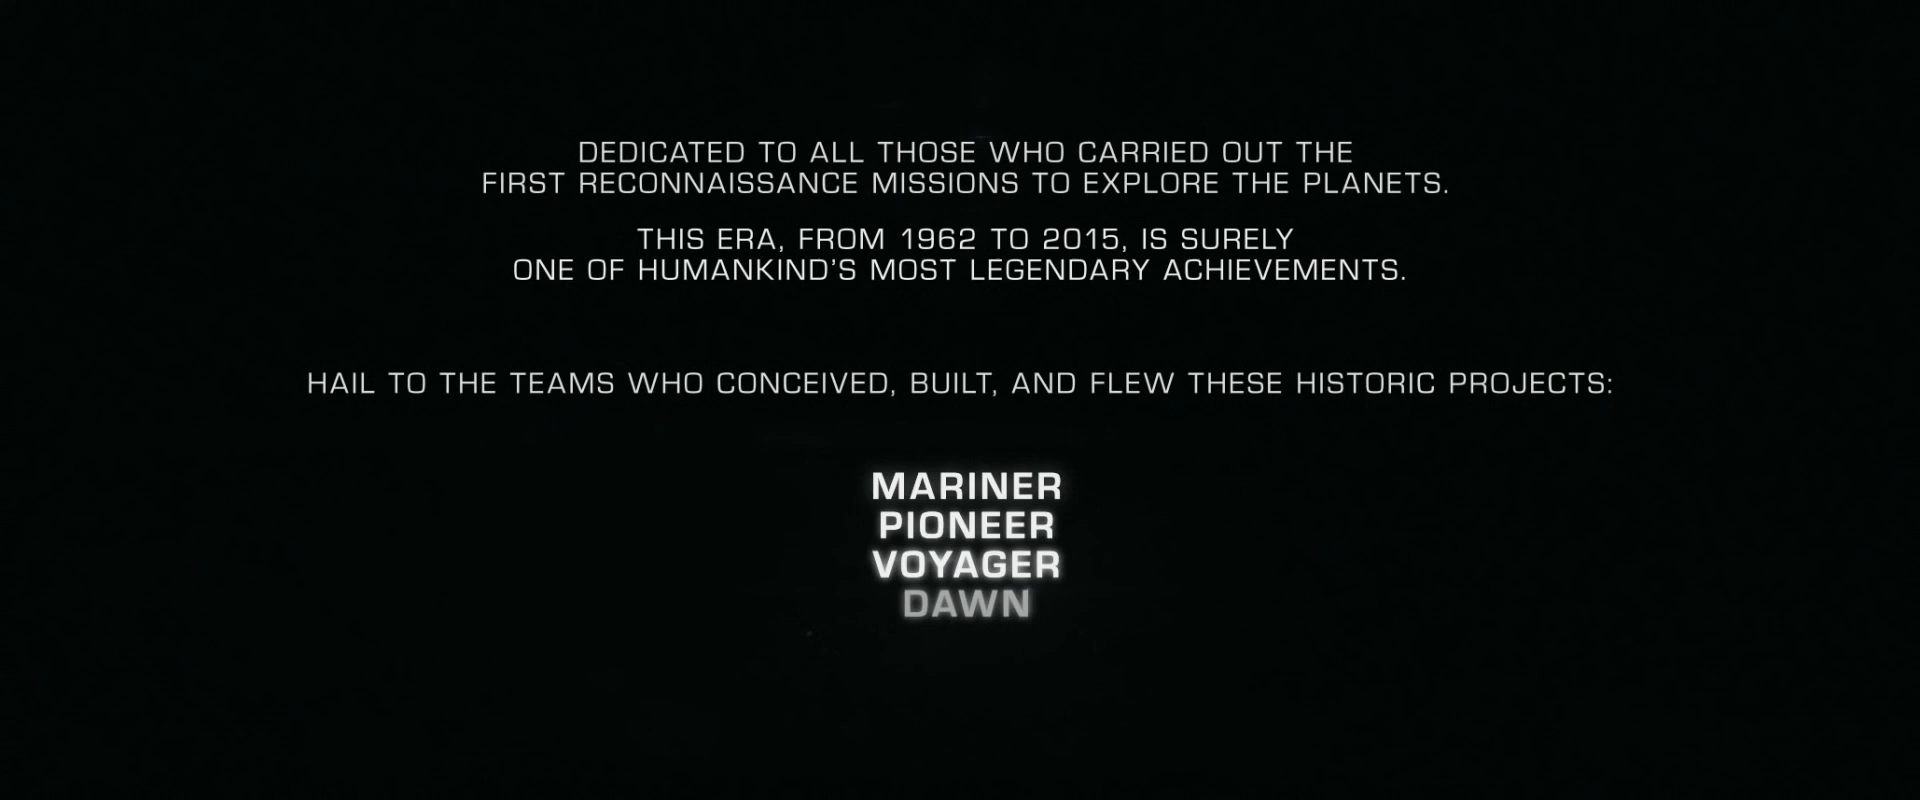 DEDICATED TO ALL THOSE WHO CARRIED OUT THE
FIRST RECONNAISSANCE MISSIONS TO EXPLORE THE PLANETS.
THIS ERA, FROM 1962 TO 2015, IS SURELY
ONE OF HUMANKIND'S MOST LEGENDARY ACHIEVEMENTS.
HAIL TO THE TEAMS WHO CONCEIVED, BUILT, AND FLEW THESE HISTORIC PROJECTS:
MARINER
PIONEER
VOYAGER
DAWN